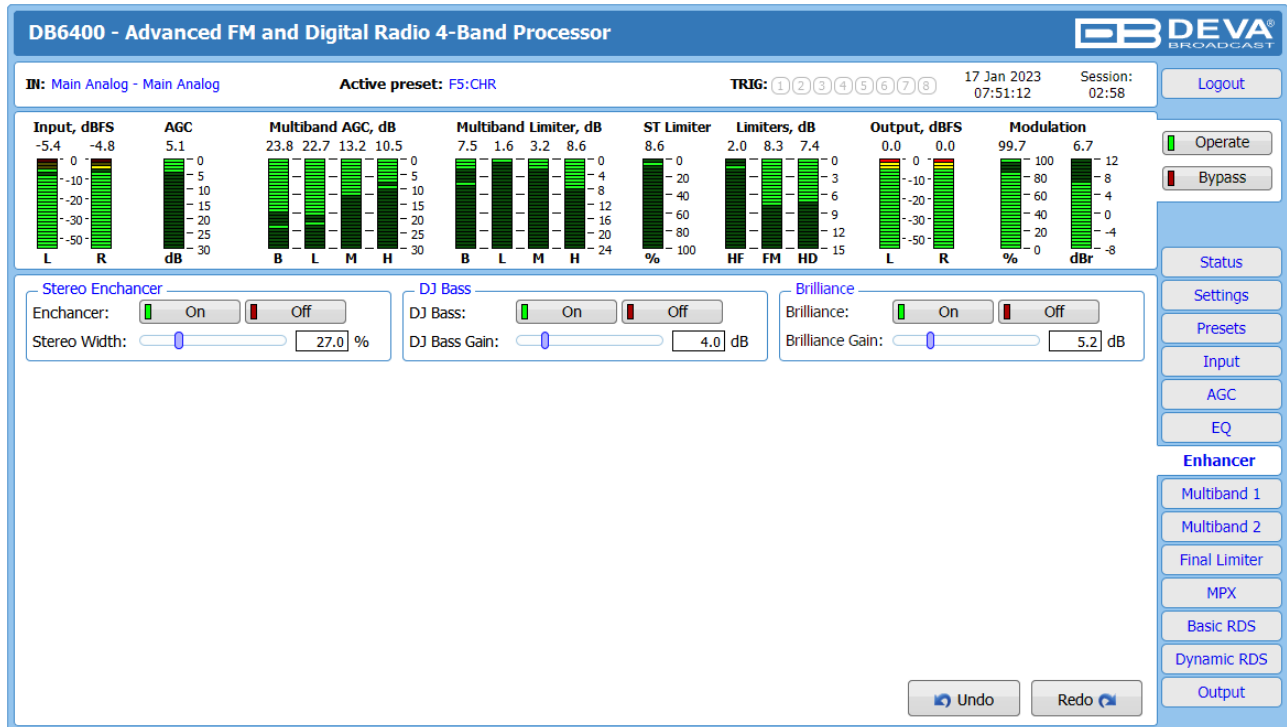 DB6400 - Advanced FM and Digital Radio 4-Band Processor
DEVA®
BROADCAST
IN: Main Analog - Main Analog
Active preset: F5:CHR
TRIG: 1 2 3 4 5 6 7 8
17 Jan 2023
07:51:12
Session:
02:58
Logout
Input, dBFS
-5.4 -4.8
0
-10
-20
-30
-50
L R
AGC
5.1
0
5
10
15
20
25
30
dB
Multiband AGC, dB
23.8 22.7 13.2 10.5
0
5
10
15
20
25
30
B L M H
Multiband Limiter, dB
7.5 1.6 3.2 8.6
0
4
8
12
16
20
24
B L M H
ST Limiter
8.6
0
20
40
60
80
100
%
Limiters, dB
2.0 8.3 7.4
0
3
6
9
12
15
HF FM HD
Output, dBFS
0.0 0.0
0
-10
-20
-30
-50
L R
Modulation
99.7 6.7
100
80
60
40
20
0
12
8
4
0
-4
-8
% dBr
Operate
Bypass
Stereo Enchancer
Enchancer: On Off
Stereo Width: 27.0 %
DJ Bass
DJ Bass: On Off
DJ Bass Gain: 4.0 dB
Brilliance
Brilliance: On Off
Brilliance Gain: 5.2 dB
Status
Settings
Presets
Input
AGC
EQ
Enhancer
Multiband 1
Multiband 2
Final Limiter
MPX
Basic RDS
Dynamic RDS
Output
Undo
Redo